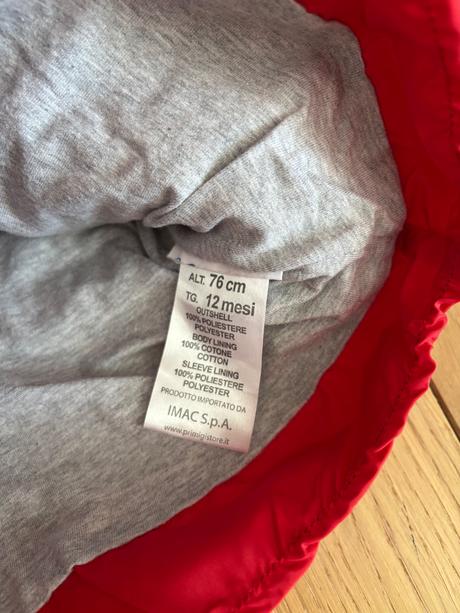 ALT. 76 cm
TG. 12 mesi
OUTSHELL
100% POLIESTERE
POLYESTER
BODY LINING
100% COTONE
COTTON
SLEEVE LINING
100% POLIESTERE
POLYESTER
PRODOTTO IMPORTATO DA
IMAC S.p.A.
www.primigistore.it